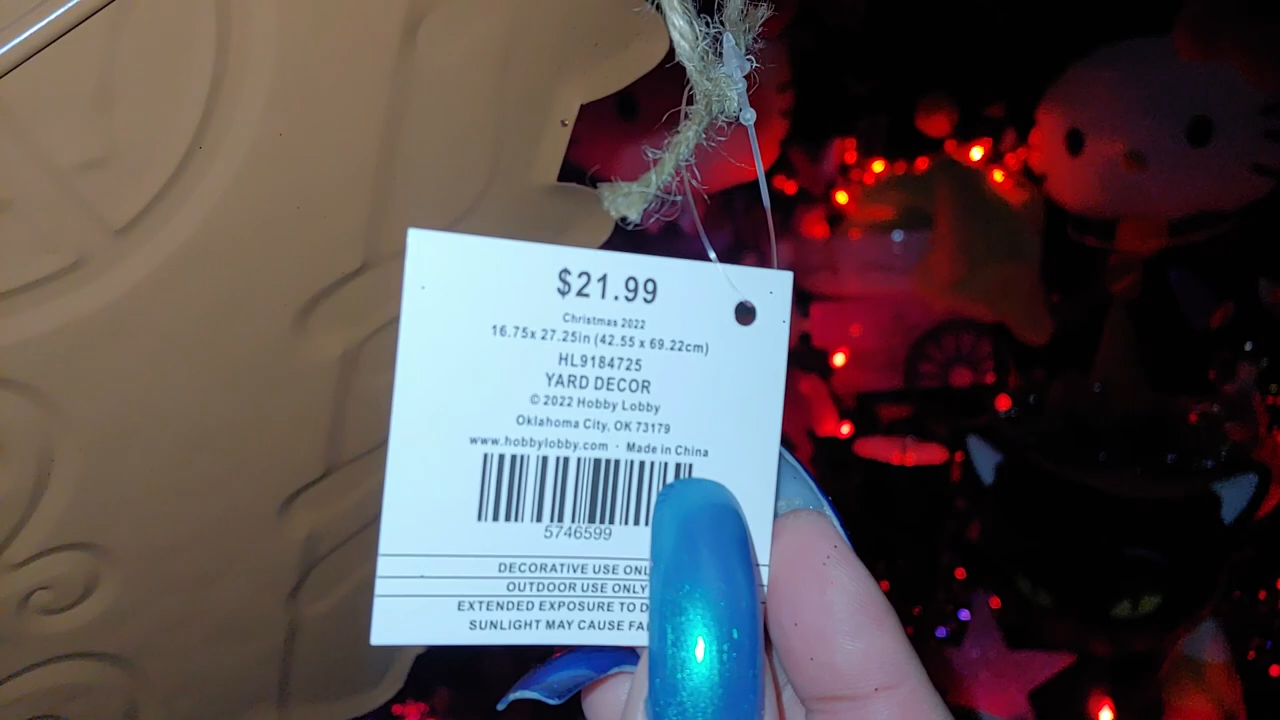 $21.99
Christmas 2022
16.75x 27.25in (42.55 x 69.22cm)
HL9184725
YARD DECOR
© 2022 Hobby Lobby
Oklahoma City, OK 73179
www.hobbylobby.com · Made in China
5746599
DECORATIVE USE
OUTDOOR USE ONLY
EXTENDED EXPOSURE TO
SUNLIGHT MAY CAUSE